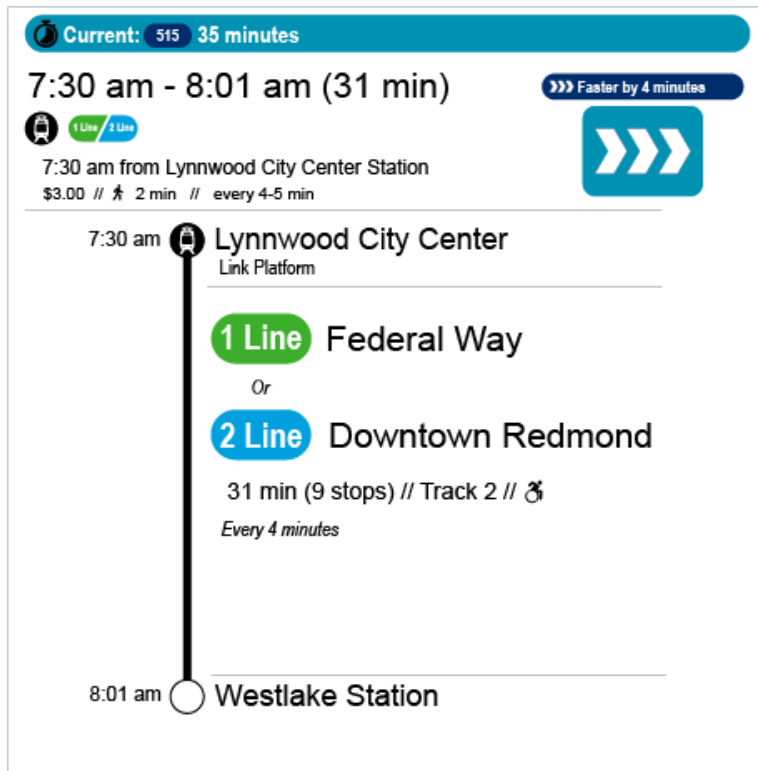 Current: 515 35 minutes
7:30 am - 8:01 am (31 min)
Faster by 4 minutes
1 Line/2 Line
7:30 am from Lynnwood City Center Station
$3.00 // 2 min // every 4-5 min
7:30 am Lynnwood City Center
Link Platform
1 Line Federal Way
Or
2 Line Downtown Redmond
31 min (9 stops) // Track 2 //
Every 4 minutes
8:01 am Westlake Station